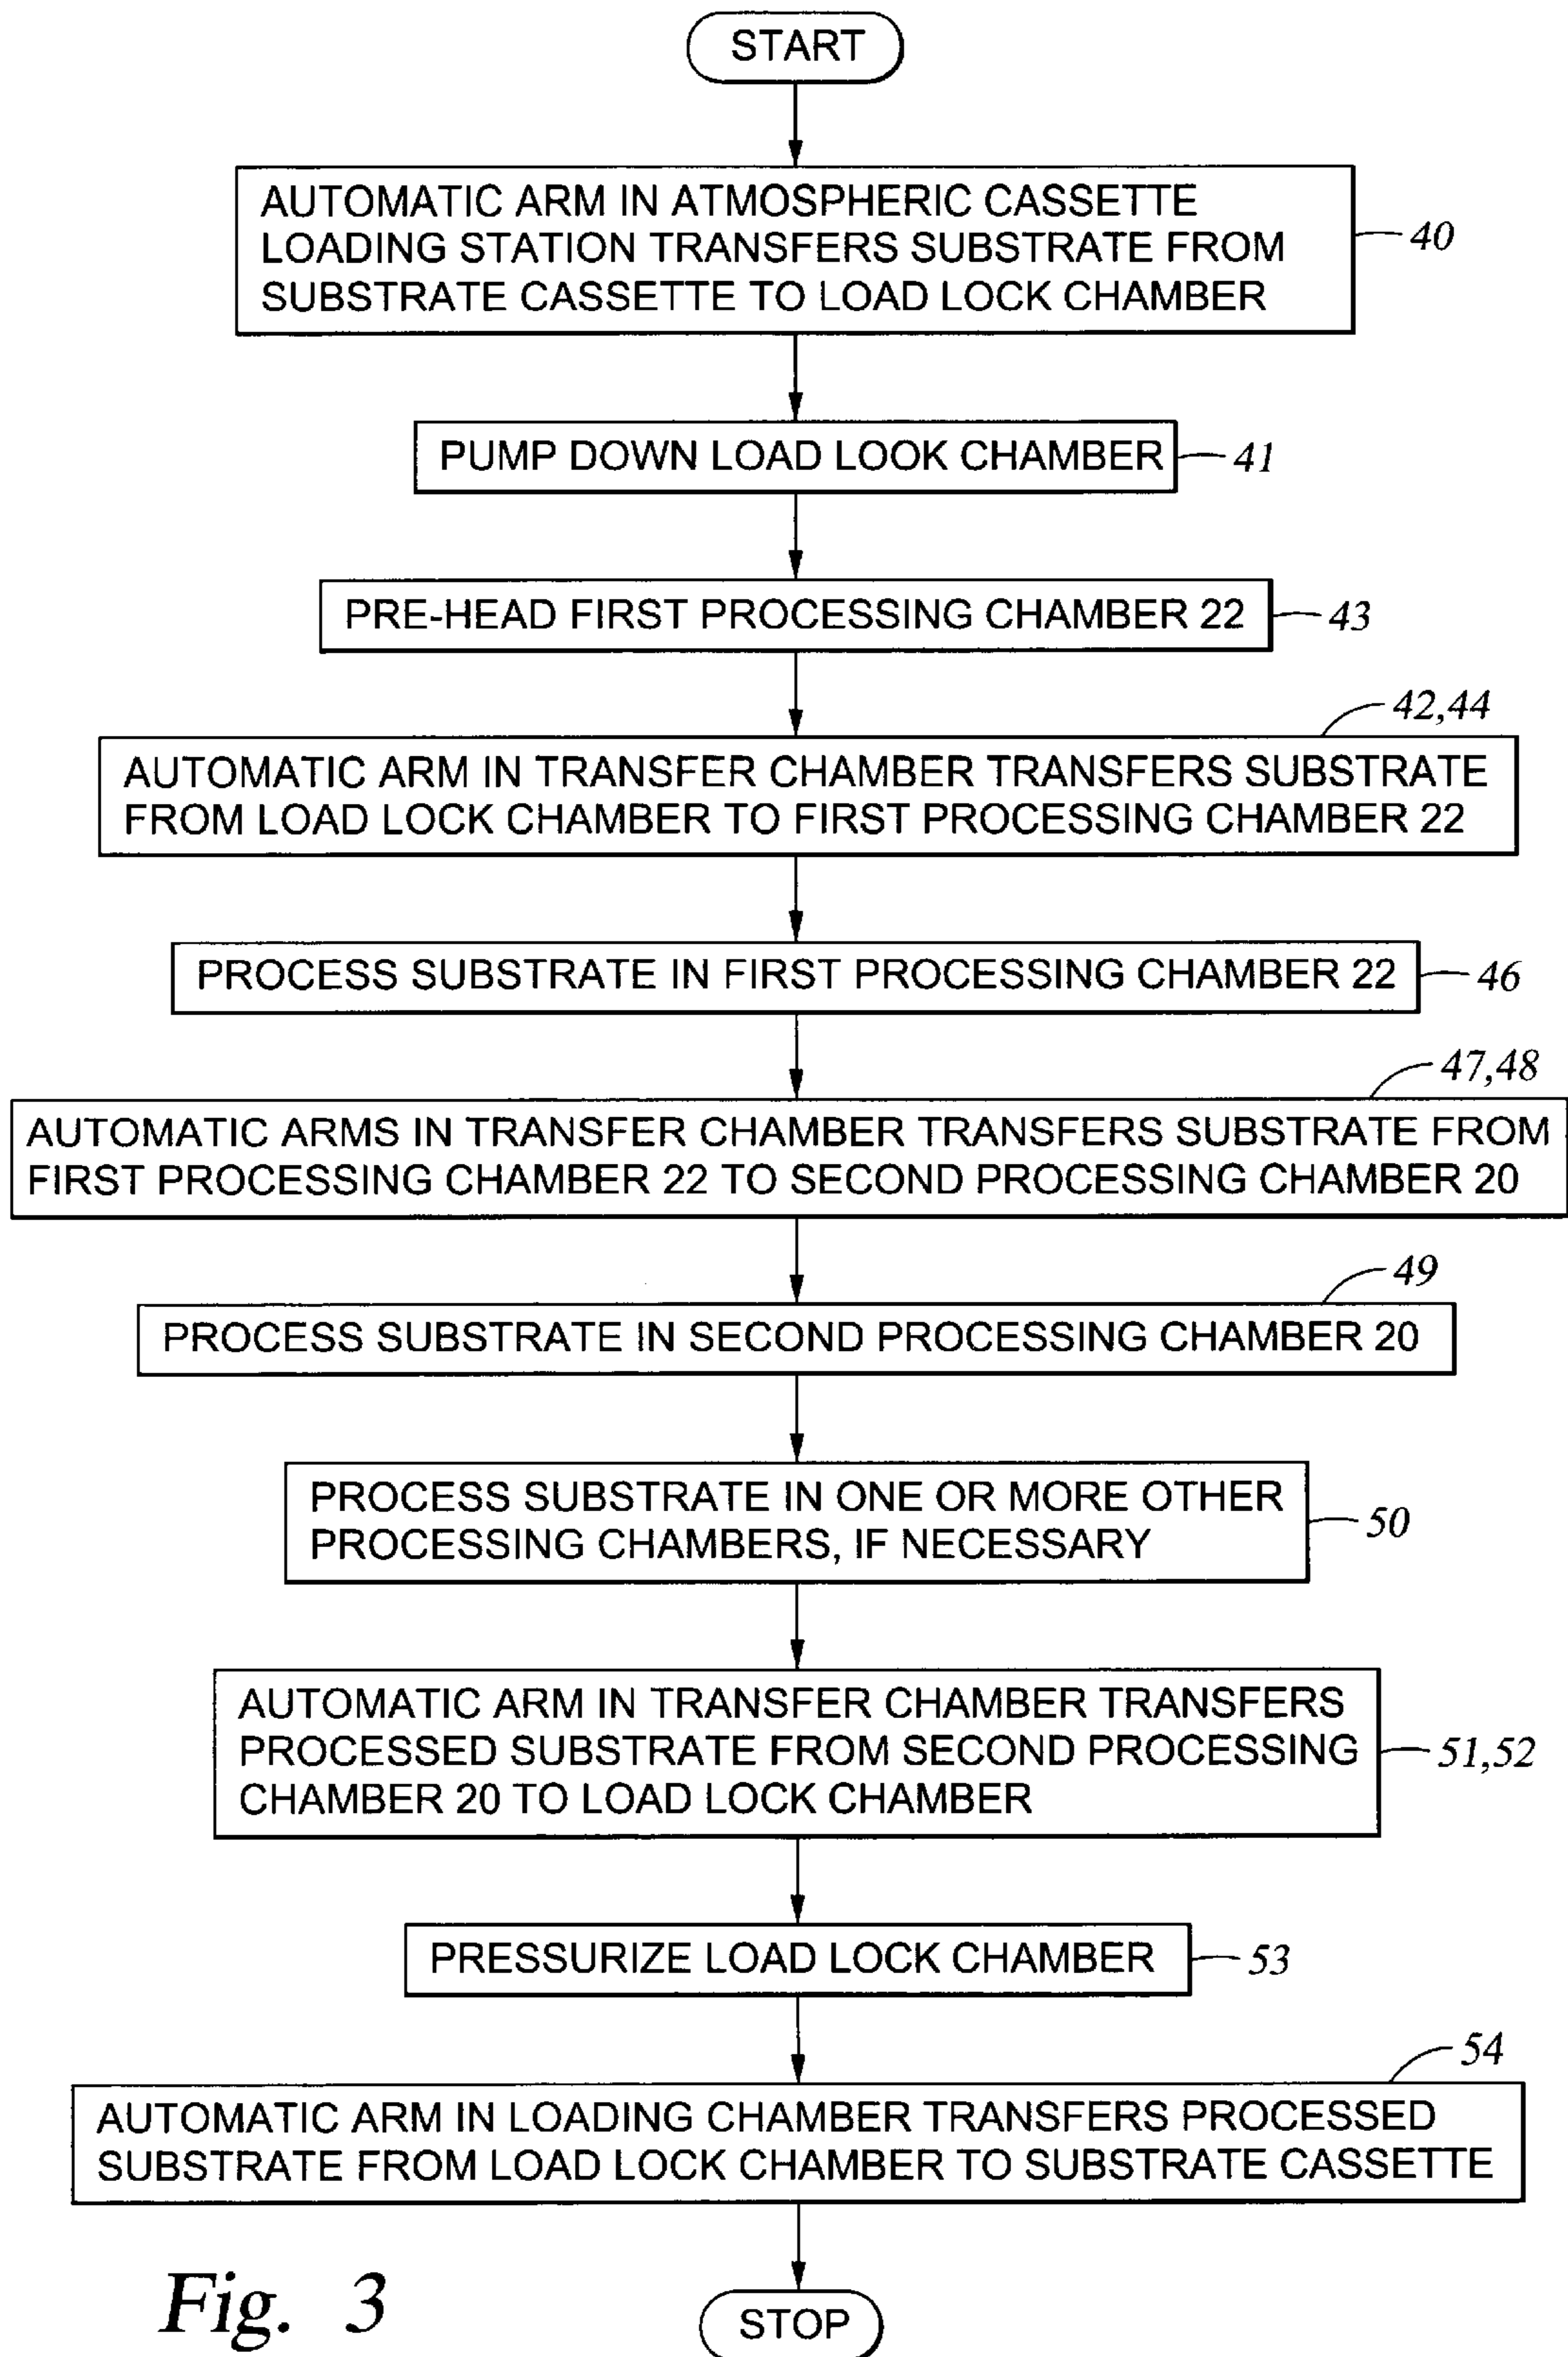 START
AUTOMATIC ARM IN ATMOSPHERIC CASSETTE
LOADING STATION TRANSFERS SUBSTRATE FROM
SUBSTRATE CASSETTE TO LOAD LOCK CHAMBER
40
PUMP DOWN LOAD LOOK CHAMBER
41
PRE-HEAD FIRST PROCESSING CHAMBER 22
43
42,44
AUTOMATIC ARM IN TRANSFER CHAMBER TRANSFERS SUBSTRATE
FROM LOAD LOCK CHAMBER TO FIRST PROCESSING CHAMBER 22
PROCESS SUBSTRATE IN FIRST PROCESSING CHAMBER 22
46
47,48
AUTOMATIC ARMS IN TRANSFER CHAMBER TRANSFERS SUBSTRATE FROM
FIRST PROCESSING CHAMBER 22 TO SECOND PROCESSING CHAMBER 20
49
PROCESS SUBSTRATE IN SECOND PROCESSING CHAMBER 20
PROCESS SUBSTRATE IN ONE OR MORE OTHER
PROCESSING CHAMBERS, IF NECESSARY
50
AUTOMATIC ARM IN TRANSFER CHAMBER TRANSFERS
PROCESSED SUBSTRATE FROM SECOND PROCESSING
CHAMBER 20 TO LOAD LOCK CHAMBER
51,52
PRESSURIZE LOAD LOCK CHAMBER
53
54
AUTOMATIC ARM IN LOADING CHAMBER TRANSFERS PROCESSED
SUBSTRATE FROM LOAD LOCK CHAMBER TO SUBSTRATE CASSETTE
Fig. 3
STOP